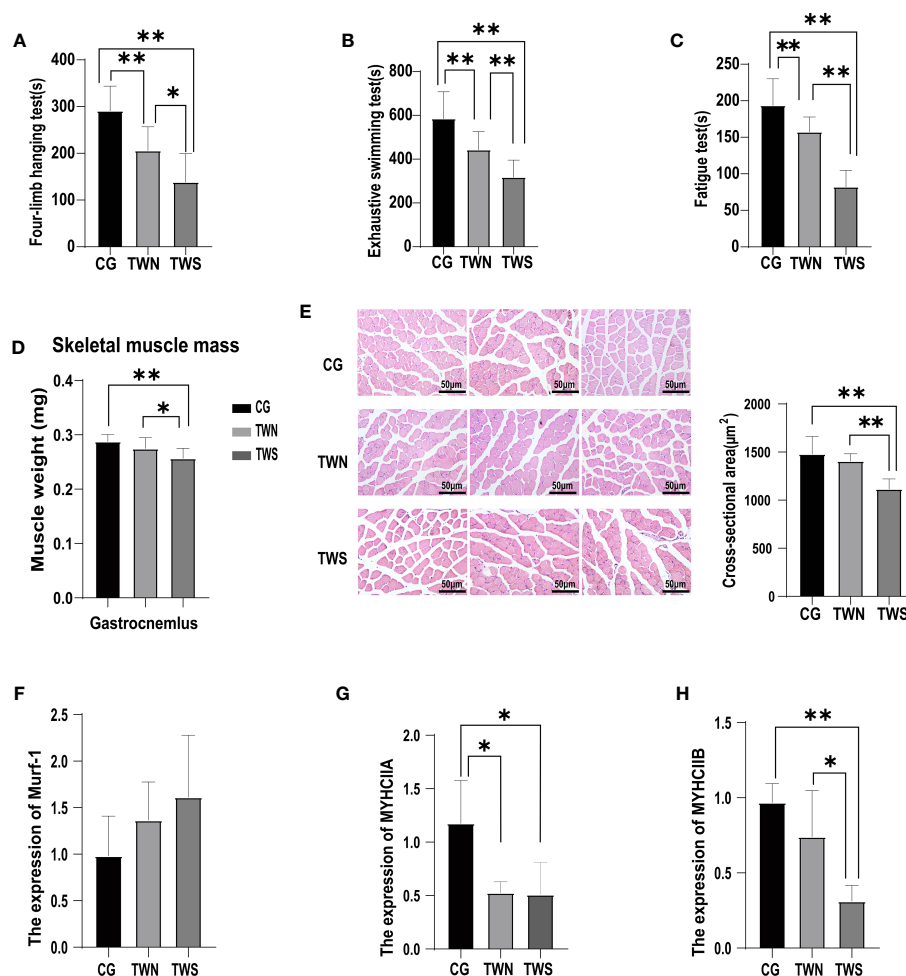 A
Four-limb hanging test(s)
400
300
200
100
0
**
**
*
CG TWN TWS
B
Exhaustive swimming test(s)
800
600
400
200
0
**
**
**
CG TWN TWS
C
Fatigue test(s)
250
200
150
100
50
0
**
**
**
CG TWN TWS
D
Skeletal muscle mass
Muscle weight (mg)
0.4
0.3
0.2
0.1
0.0
**
*
Gastrocnemlus
CG
TWN
TWS
E
CG
50μm
50μm
50μm
TWN
50μm
50μm
50μm
TWS
50μm
50μm
50μm
Cross-sectional area(μm²)
2000
1500
1000
500
0
**
**
CG TWN TWS
F
The expression of Murf-1
2.5
2.0
1.5
1.0
0.5
0.0
CG TWN TWS
G
The expression of MYHCIIA
2.0
1.5
1.0
0.5
0.0
*
*
CG TWN TWS
H
The expression of MYHCIIB
1.5
1.0
0.5
0.0
**
*
CG TWN TWS